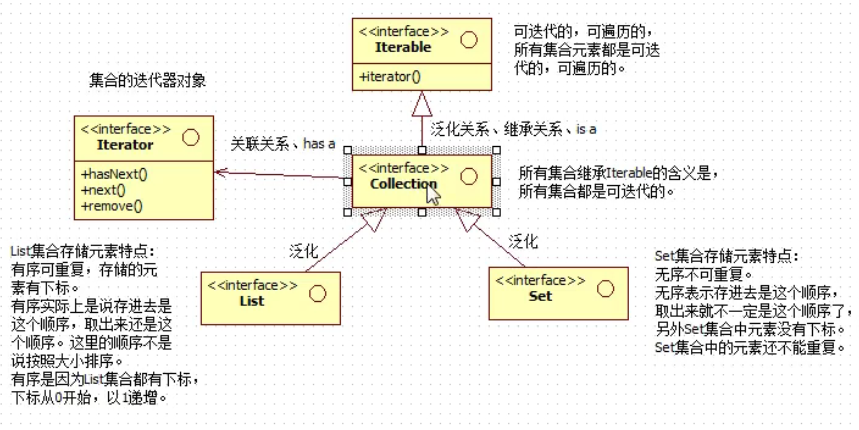 <<interface>>
Iterable
+iterator()
可迭代的，可遍历的，
所有集合元素都是可迭
代的，可遍历的。
集合的迭代器对象
<<interface>>
Iterator
+hasNext()
+next()
+remove()
关联关系、has a
泛化关系、继承关系、is a
<<interface>>
Collection
所有集合继承Iterable的含义是，
所有集合都是可迭代的。
泛化
泛化
List集合存储元素特点：
有序可重复，存储的元
素有下标。
有序实际上是说存进去是
这个顺序，取出来还是这
个顺序。这里的顺序不是
说按照大小排序。
有序是因为List集合都有下标，
下标从0开始，以1递增。
<<interface>>
List
<<interface>>
Set
Set集合存储元素特点：
无序不可重复。
无序表示存进去是这个顺序，
取出来就不一定是这个顺序了，
另外Set集合中元素没有下标。
Set集合中的元素还不能重复。